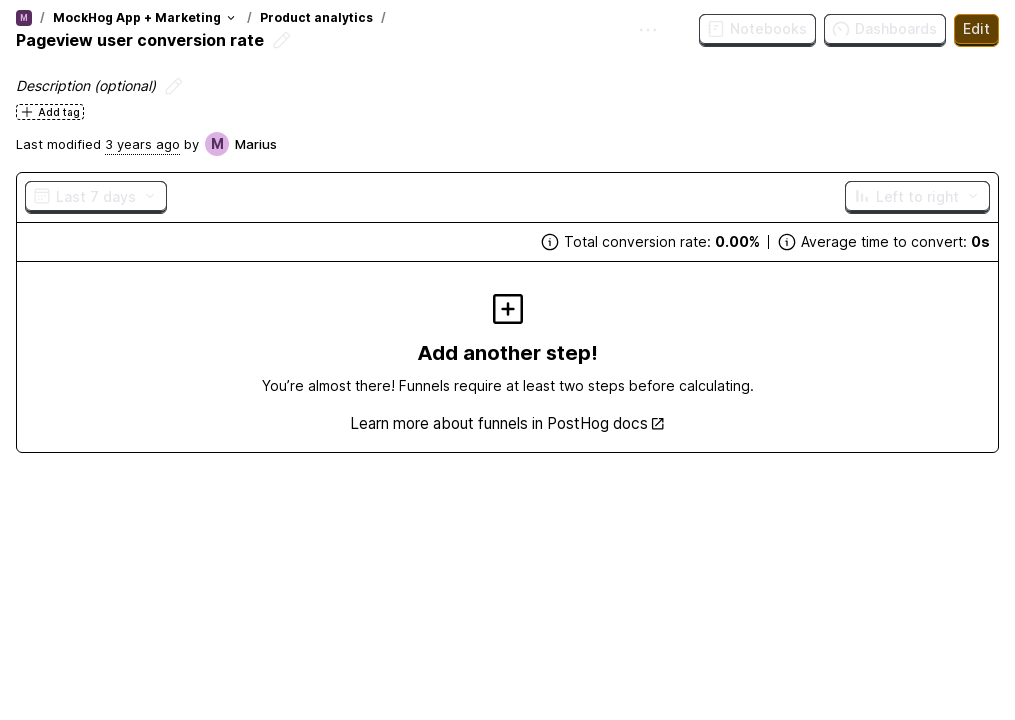 M / MockHog App + Marketing / Product analytics /
Pageview user conversion rate
Notebooks
Dashboards
Edit
Description (optional)
Add tag
Last modified 3 years ago by M Marius
Last 7 days
Left to right
Total conversion rate: 0.00% | Average time to convert: 0s
Add another step!
You’re almost there! Funnels require at least two steps before calculating.
Learn more about funnels in PostHog docs